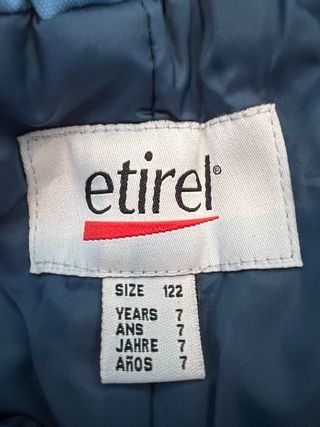 etirel®
SIZE 122
YEARS 7
ANS 7
JAHRE 7
AÑOS 7